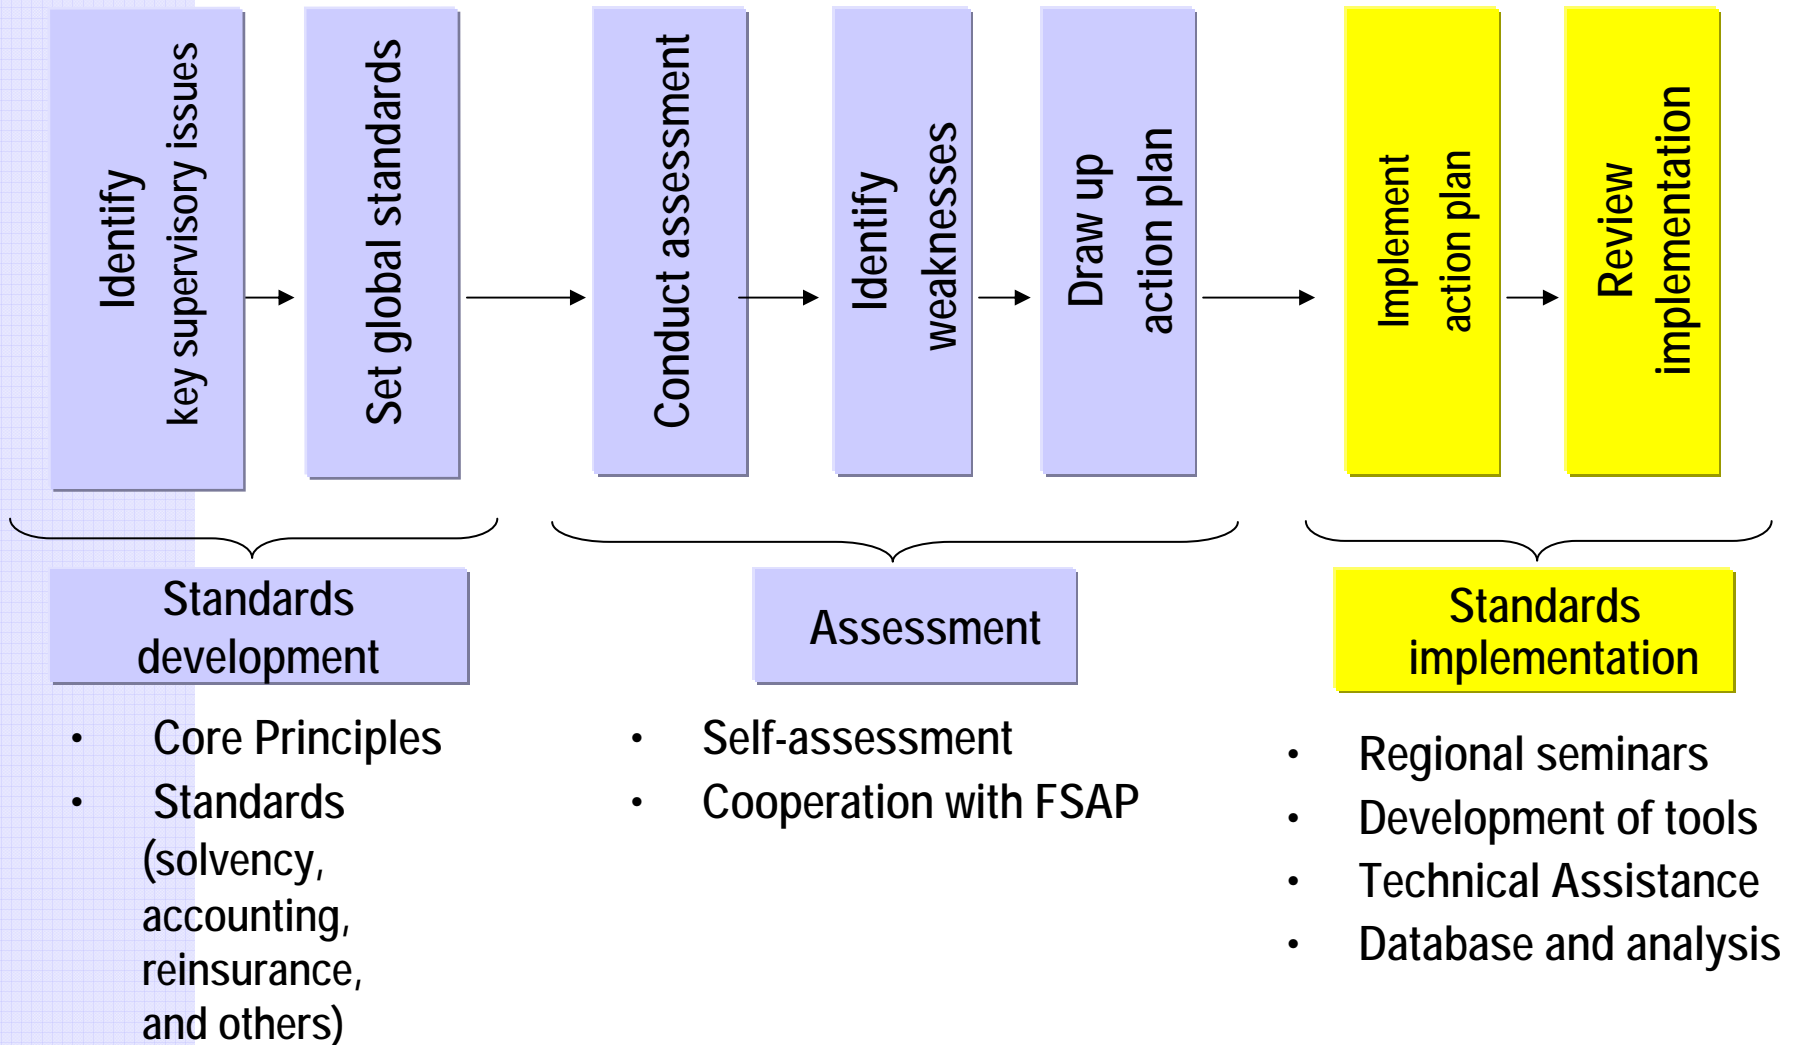 Identify
key supervisory issues
Set global standards
Conduct assessment
Identify
weaknesses
Draw up
action plan
Implement
action plan
Review
implementation
Standards
development
• Core Principles
• Standards
(solvency,
accounting,
reinsurance,
and others)
Assessment
• Self-assessment
• Cooperation with FSAP
Standards
implementation
• Regional seminars
• Development of tools
• Technical Assistance
• Database and analysis